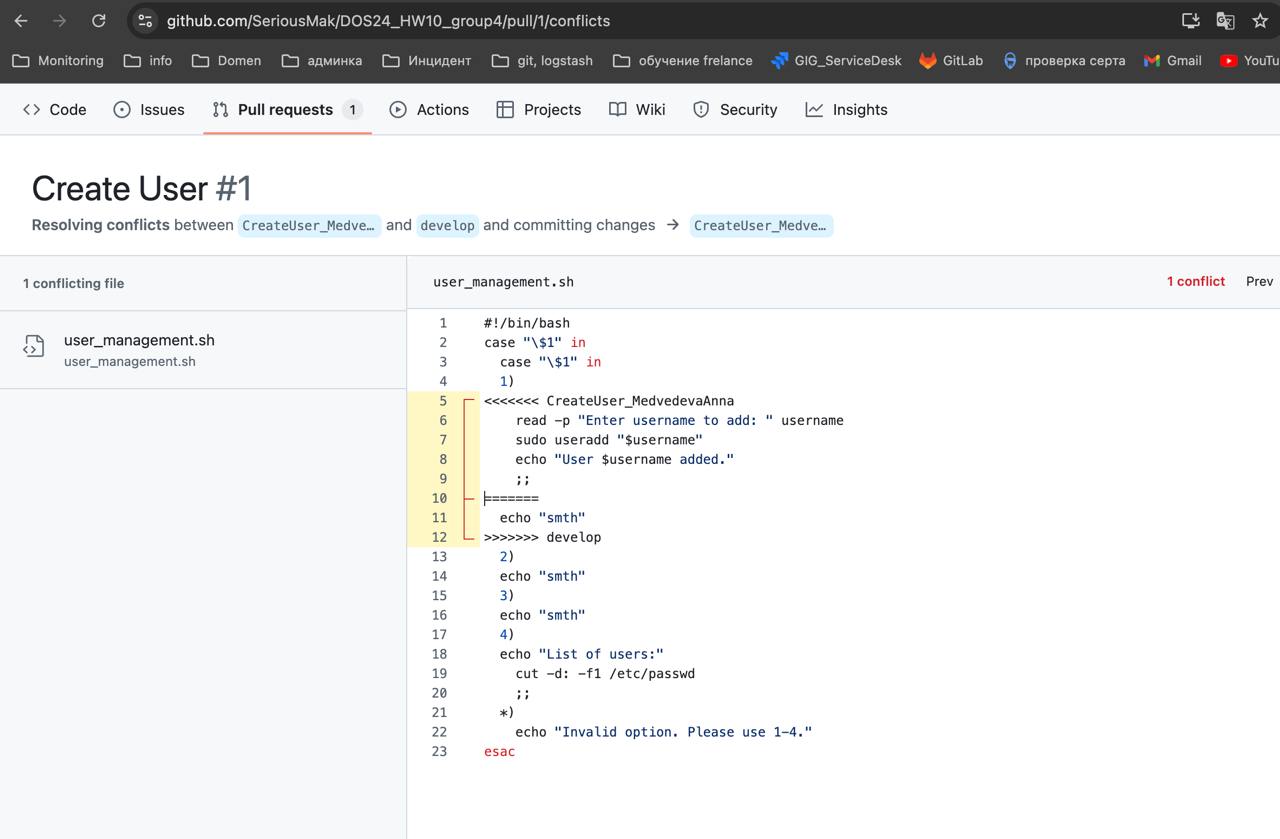 github.com/SeriousMak/DOS24_HW10_group4/pull/1/conflicts
Monitoring info Domen админка Инцидент git, logstash обучение frelance GIG_ServiceDesk GitLab проверка серта Gmail YouTu
Code Issues Pull requests 1 Actions Projects Wiki Security Insights
Create User #1
Resolving conflicts between CreateUser_Medve… and develop and committing changes → CreateUser_Medve…
1 conflicting file
user_management.sh
user_management.sh
user_management.sh 1 conflict Prev
1 #!/bin/bash
2 case "\$1" in
3   case "\$1" in
4   1)
5 <<<<<<< CreateUser_MedvedevaAnna
6     read -p "Enter username to add: " username
7     sudo useradd "$username"
8     echo "User $username added."
9     ;;
10 =======
11   echo "smth"
12 >>>>>>> develop
13   2)
14   echo "smth"
15   3)
16   echo "smth"
17   4)
18   echo "List of users:"
19     cut -d: -f1 /etc/passwd
20     ;;
21   *)
22     echo "Invalid option. Please use 1-4."
23 esac